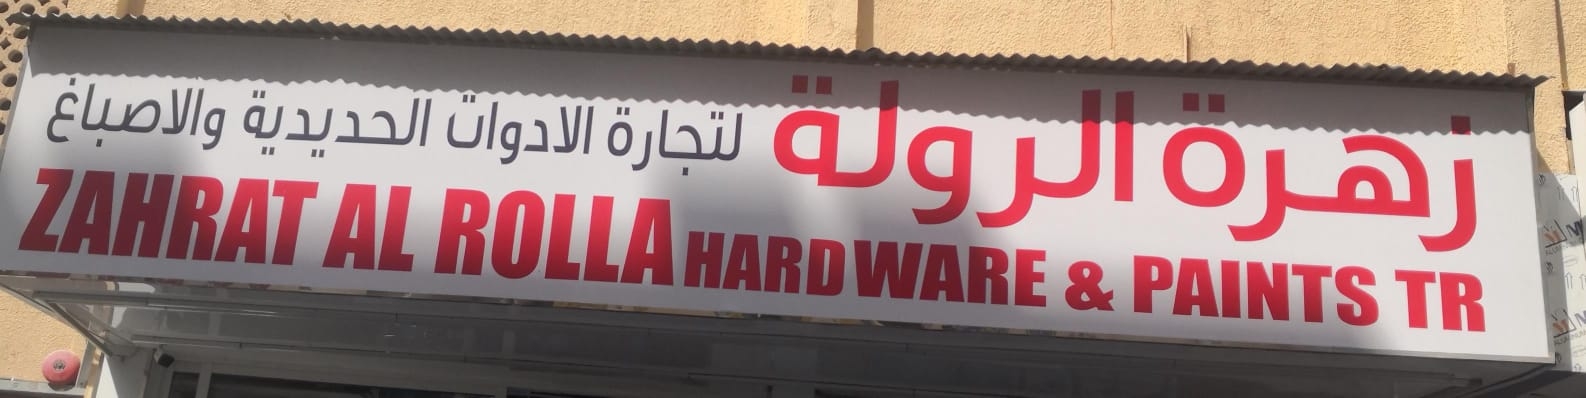 زهرة الرولة لتجارة الادوات الحديدية والاصباغ
ZAHRAT AL ROLLA HARDWARE & PAINTS TR